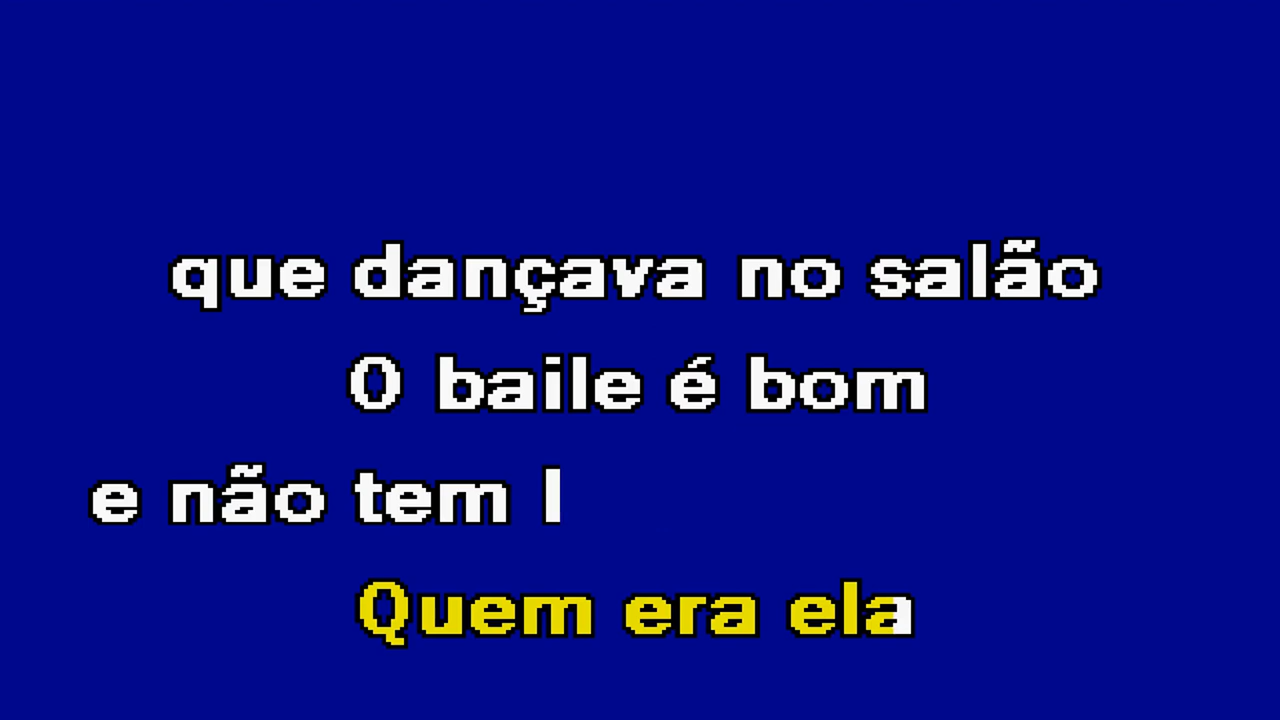 que dançava no salão
O baile é bom
e não tem l
Quem era ela